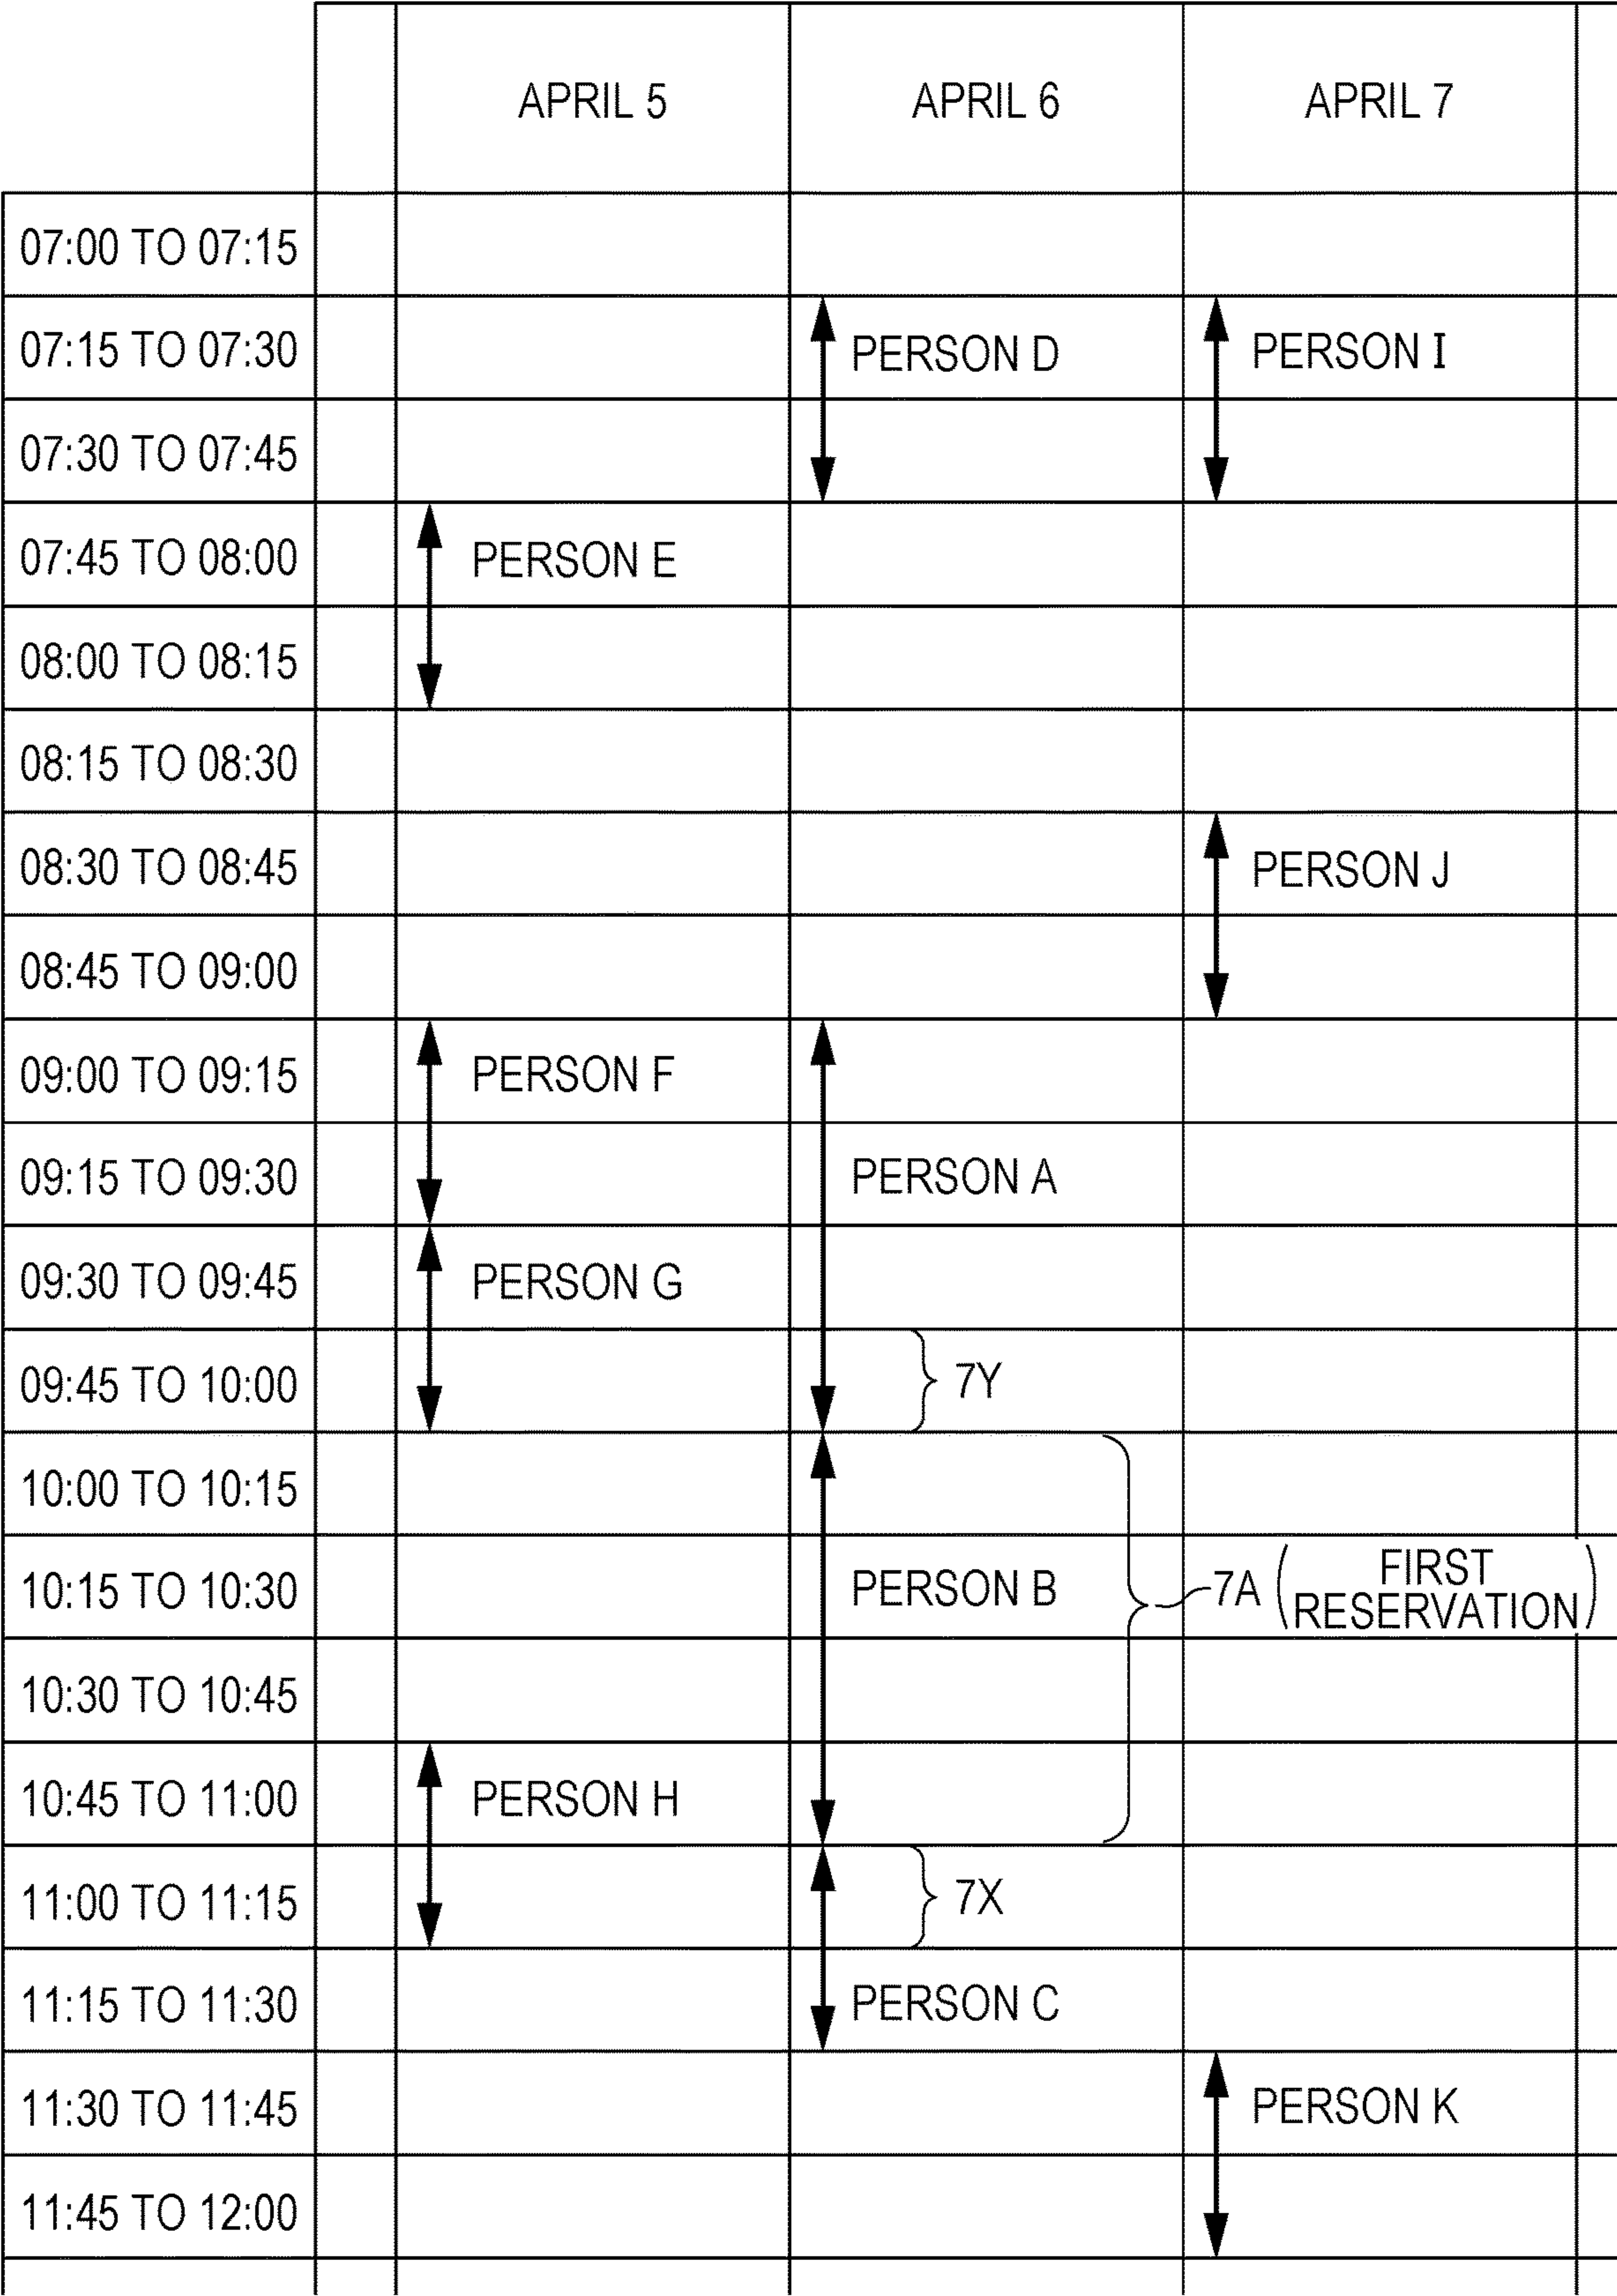 APRIL 5 APRIL 6 APRIL 7
07:00 TO 07:15
07:15 TO 07:30 PERSON D PERSON I
07:30 TO 07:45
07:45 TO 08:00 PERSON E
08:00 TO 08:15
08:15 TO 08:30
08:30 TO 08:45 PERSON J
08:45 TO 09:00
09:00 TO 09:15 PERSON F
09:15 TO 09:30 PERSON A
09:30 TO 09:45 PERSON G
09:45 TO 10:00 7Y
10:00 TO 10:15
10:15 TO 10:30 PERSON B 7A (FIRST
RESERVATION)
10:30 TO 10:45
10:45 TO 11:00 PERSON H
11:00 TO 11:15 7X
11:15 TO 11:30 PERSON C
11:30 TO 11:45 PERSON K
11:45 TO 12:00